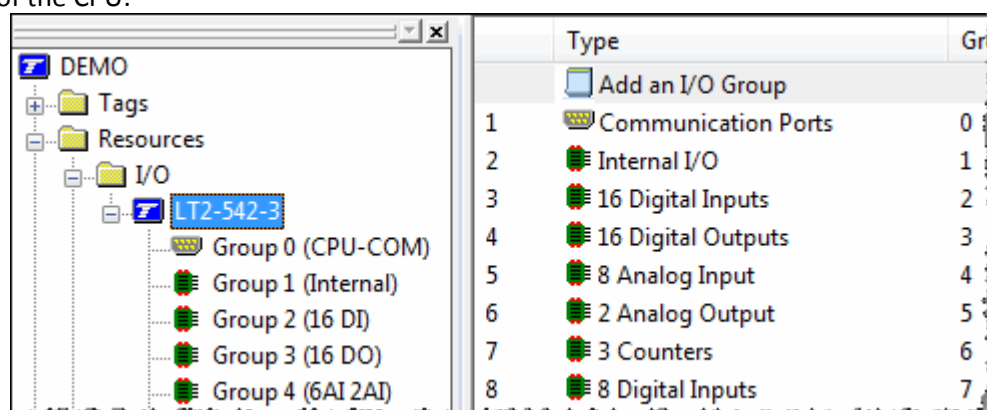 of the CPU.
DEMO
Tags
Resources
I/O
LT2-542-3
Group 0 (CPU-COM)
Group 1 (Internal)
Group 2 (16 DI)
Group 3 (16 DO)
Group 4 (6AI 2AI)
Type
Add an I/O Group
1 Communication Ports 0
2 Internal I/O 1
3 16 Digital Inputs 2
4 16 Digital Outputs 3
5 8 Analog Input 4
6 2 Analog Output 5
7 3 Counters 6
8 8 Digital Inputs 7